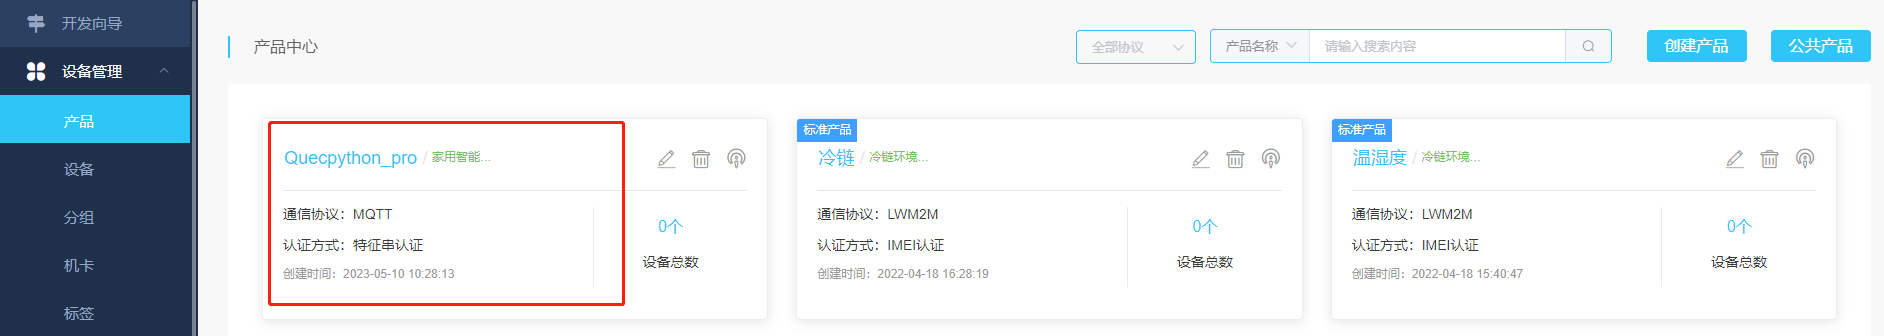 开发向导
设备管理
产品
设备
分组
机卡
标签
产品中心
全部协议
产品名称
请输入搜索内容
创建产品
公共产品
Quecpython_pro / 家用智能...
通信协议：MQTT
认证方式：特征串认证
创建时间：2023-05-10 10:28:13
0个
设备总数
标准产品
冷链 / 冷链环境...
通信协议：LWM2M
认证方式：IMEI认证
创建时间：2022-04-18 16:28:19
0个
设备总数
标准产品
温湿度 / 冷链环境...
通信协议：LWM2M
认证方式：IMEI认证
创建时间：2022-04-18 15:40:47
0个
设备总数